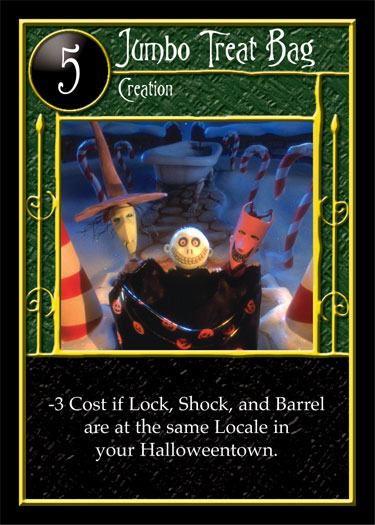 5
Jumbo Treat Bag
Creation
-3 Cost if Lock, Shock, and Barrel
are at the same Locale in
your Halloweentown.